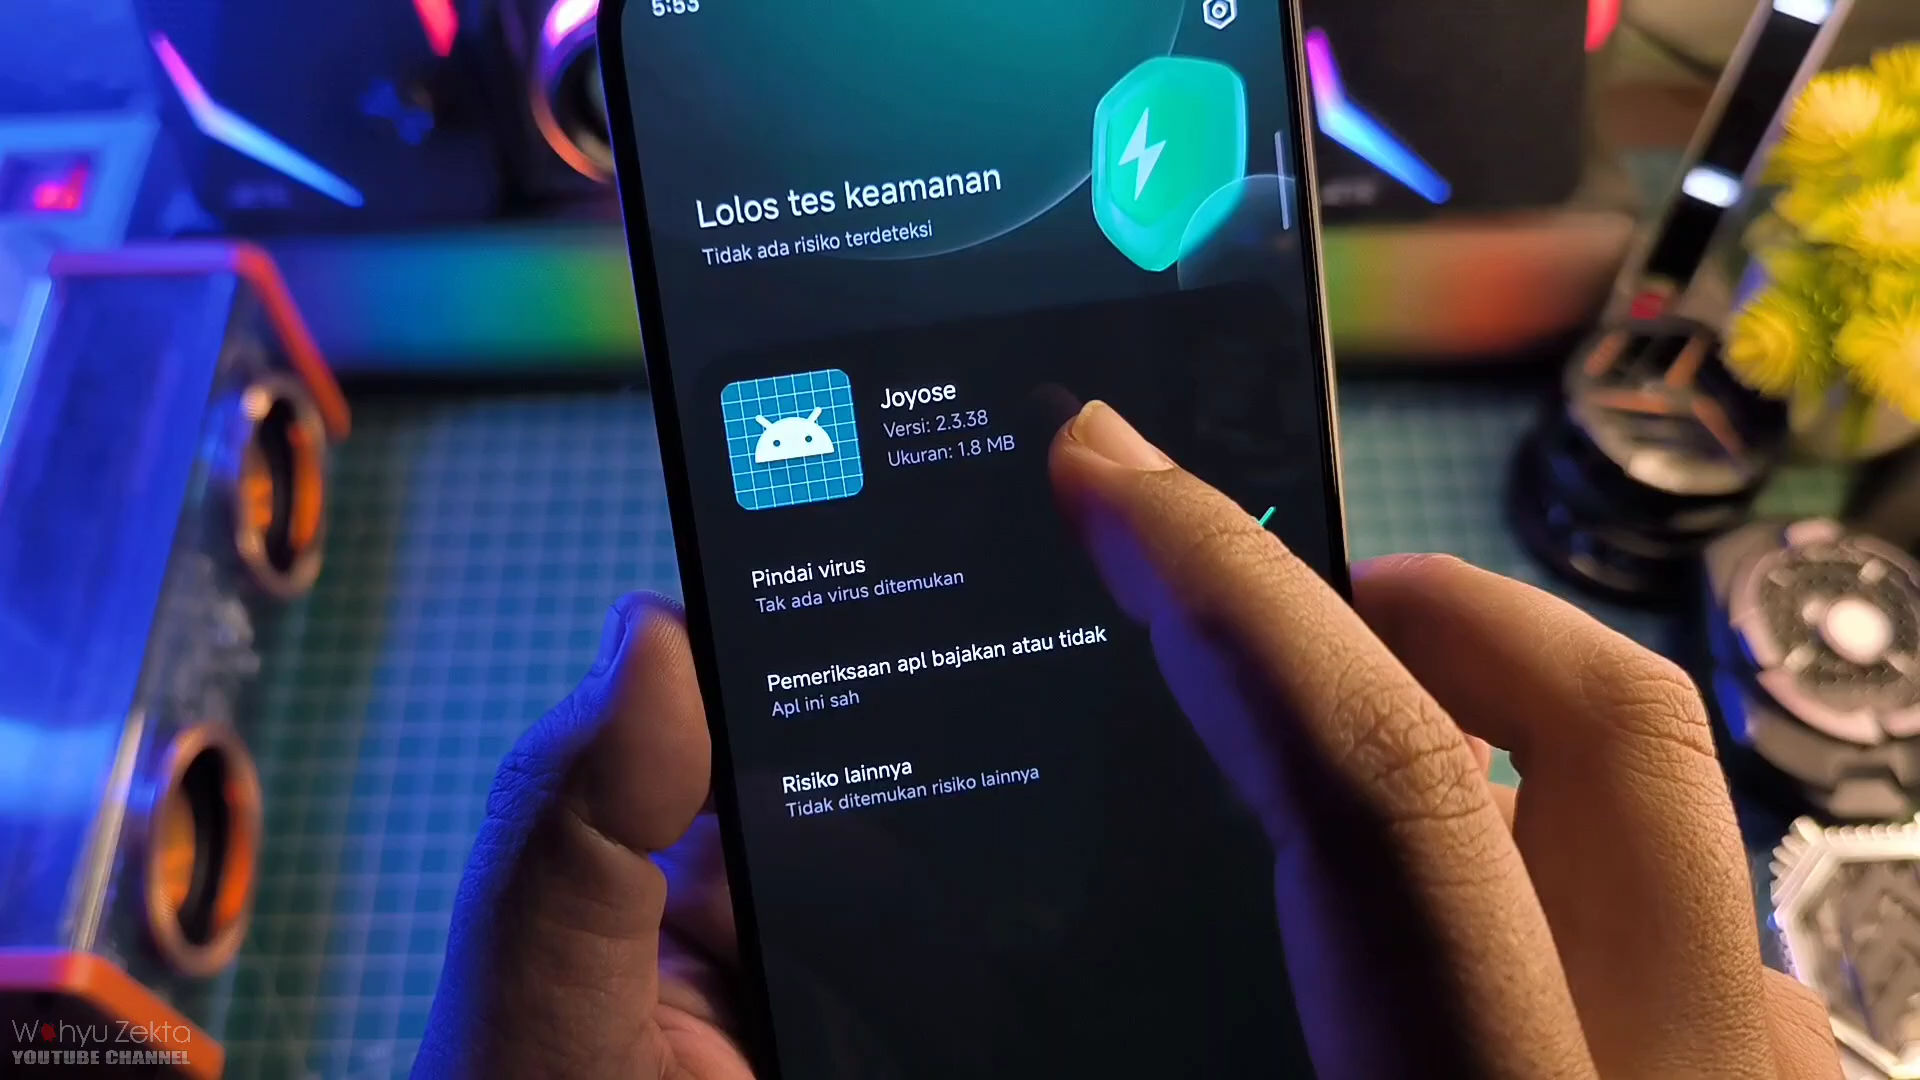 5:53
Lolos tes keamanan
Tidak ada risiko terdeteksi
Joyose
Versi: 2.3.38
Ukuran: 1.8 MB
Pindai virus
Tak ada virus ditemukan
Pemeriksaan apl bajakan atau tidak
Apl ini sah
Risiko lainnya
Tidak ditemukan risiko lainnya
Wahyu Zekta
YOUTUBE CHANNEL